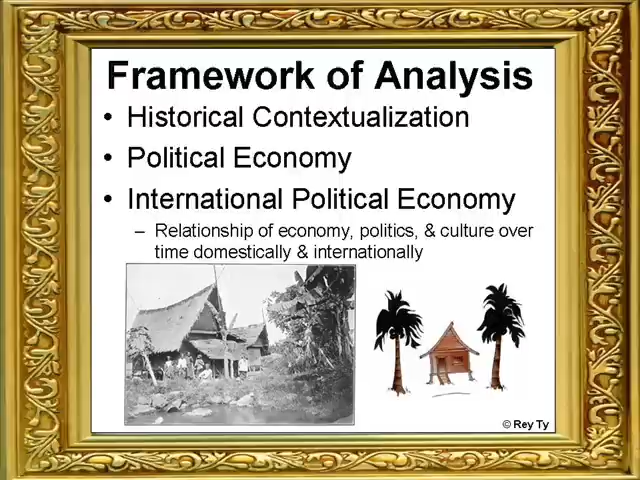 Framework of Analysis
• Historical Contextualization
• Political Economy
• International Political Economy
– Relationship of economy, politics, & culture over
time domestically & internationally
© Rey Ty